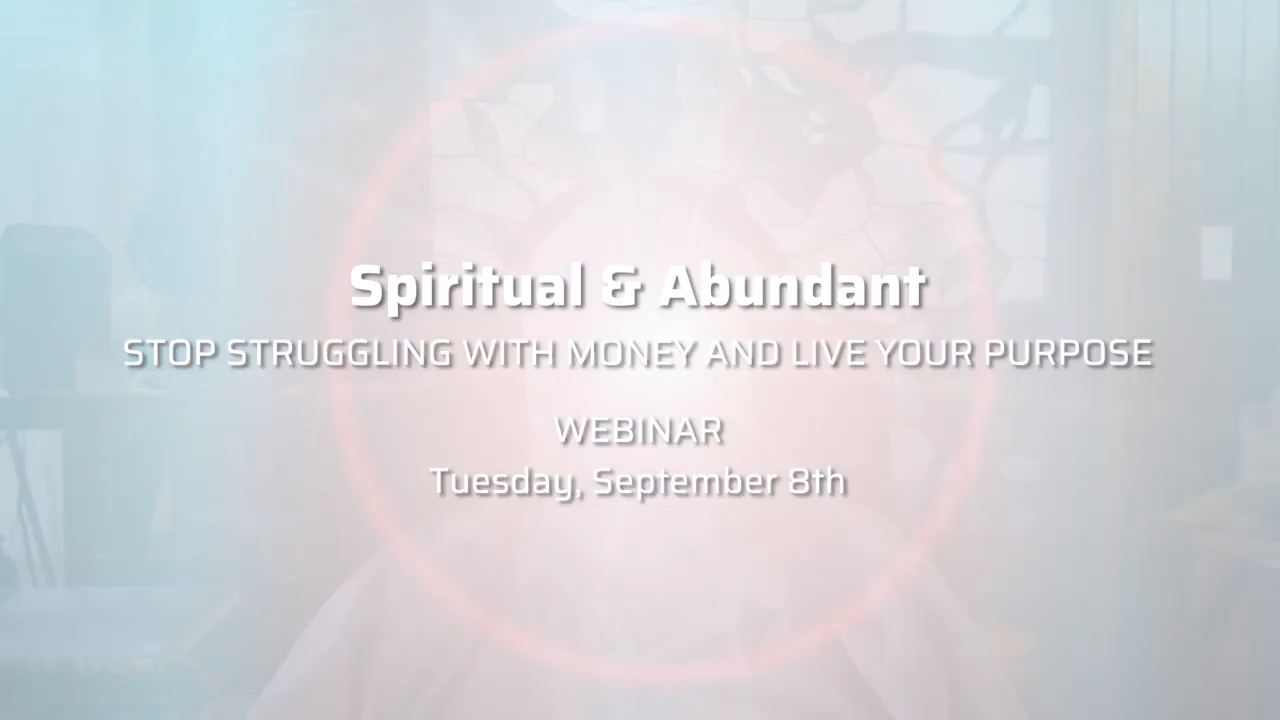 Spiritual & Abundant
STOP STRUGGLING WITH MONEY AND LIVE YOUR PURPOSE
WEBINAR
Tuesday, September 8th